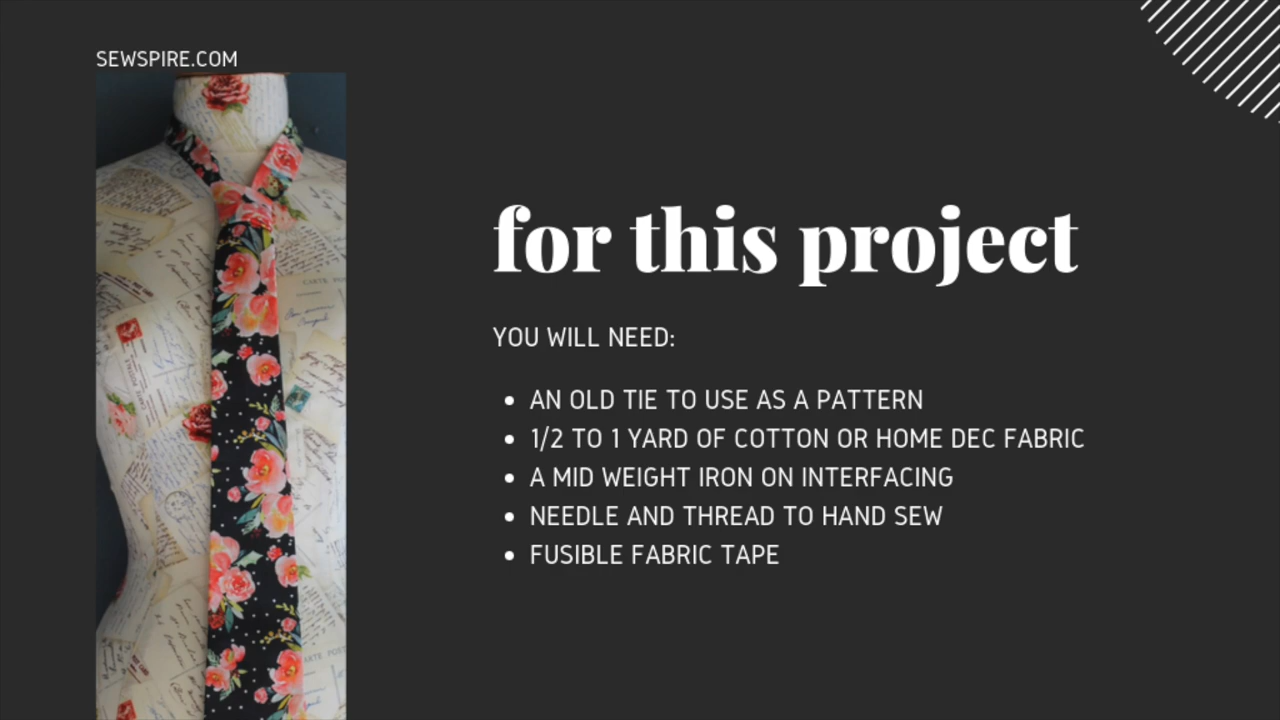 SEWSPIRE.COM
for this project
YOU WILL NEED:
• AN OLD TIE TO USE AS A PATTERN
• 1/2 TO 1 YARD OF COTTON OR HOME DEC FABRIC
• A MID WEIGHT IRON ON INTERFACING
• NEEDLE AND THREAD TO HAND SEW
• FUSIBLE FABRIC TAPE